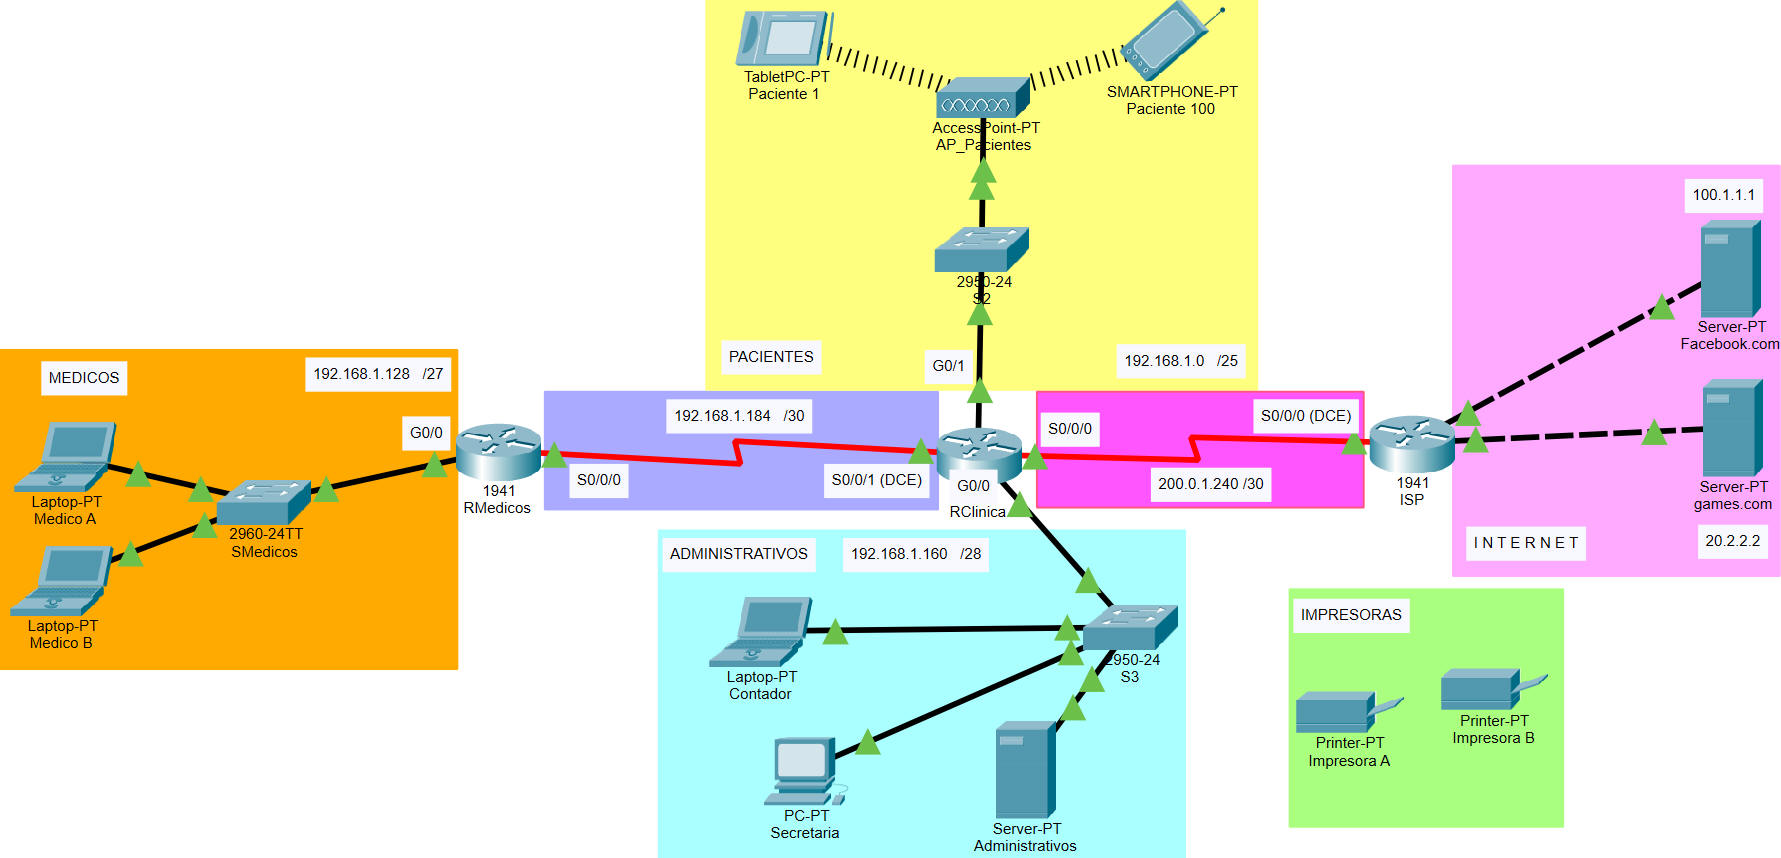 TabletPC-PT
Paciente 1
SMARTPHONE-PT
Paciente 100
AccessPoint-PT
AP_Pacientes
2950-24
S2
G0/1
PACIENTES
192.168.1.0   /25
100.1.1.1
Server-PT
Facebook.com
Server-PT
games.com
20.2.2.2
I N T E R N E T
MEDICOS
192.168.1.128   /27
G0/0
Laptop-PT
Medico A
2960-24TT
SMedicos
Laptop-PT
Medico B
1941
RMedicos
192.168.1.184   /30
S0/0/0
S0/0/1 (DCE)
G0/0
RClinica
S0/0/0
S0/0/0 (DCE)
200.0.1.240 /30
1941
ISP
ADMINISTRATIVOS
192.168.1.160   /28
Laptop-PT
Contador
2950-24
S3
PC-PT
Secretaria
Server-PT
Administrativos
IMPRESORAS
Printer-PT
Impresora A
Printer-PT
Impresora B